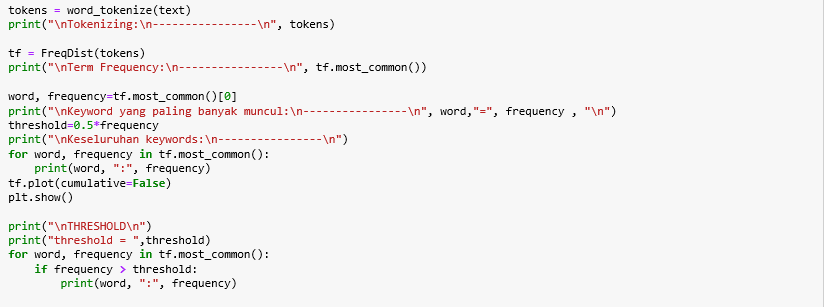 tokens = word_tokenize(text)
print("\nTokenizing:\n----------------\n", tokens)
tf = FreqDist(tokens)
print("\nTerm Frequency:\n----------------\n", tf.most_common())
word, frequency=tf.most_common()[0]
print("\nKeyword yang paling banyak muncul:\n----------------\n", word,"=", frequency , "\n")
threshold=0.5*frequency
print("\nKeseluruhan keywords:\n----------------\n")
for word, frequency in tf.most_common():
    print(word, ":", frequency)
tf.plot(cumulative=False)
plt.show()
print("\nTHRESHOLD\n")
print("threshold = ",threshold)
for word, frequency in tf.most_common():
    if frequency > threshold:
        print(word, ":", frequency)